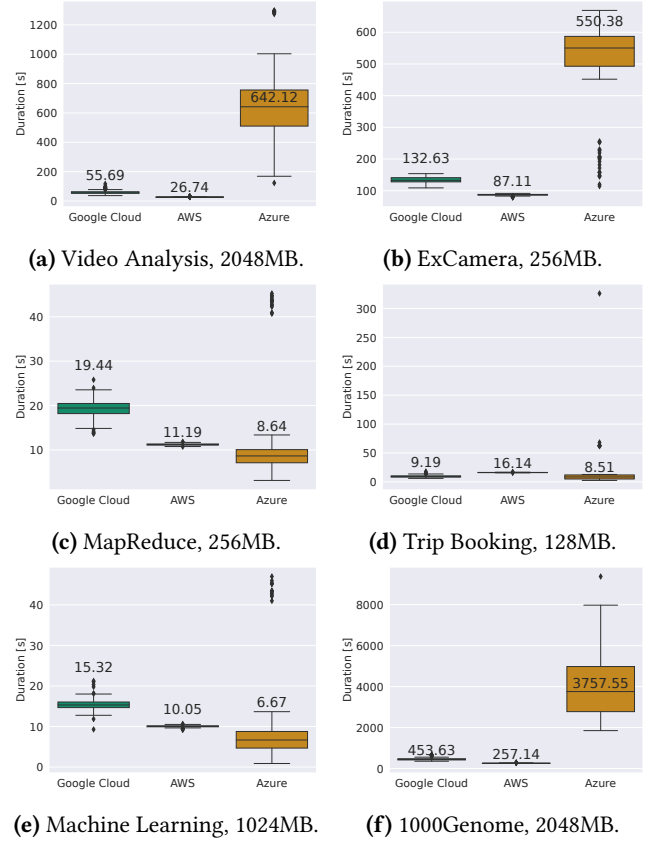 1200
1000
800
600
400
200
0
Duration [s]
55.69
26.74
642.12
Google Cloud
AWS
Azure
(a) Video Analysis, 2048MB.
600
500
400
300
200
100
Duration [s]
132.63
87.11
550.38
Google Cloud
AWS
Azure
(b) ExCamera, 256MB.
40
30
20
10
Duration [s]
19.44
11.19
8.64
Google Cloud
AWS
Azure
(c) MapReduce, 256MB.
300
250
200
150
100
50
0
Duration [s]
9.19
16.14
8.51
Google Cloud
AWS
Azure
(d) Trip Booking, 128MB.
40
30
20
10
0
Duration [s]
15.32
10.05
6.67
Google Cloud
AWS
Azure
(e) Machine Learning, 1024MB.
8000
6000
4000
2000
0
Duration [s]
453.63
257.14
3757.55
Google Cloud
AWS
Azure
(f) 1000Genome, 2048MB.